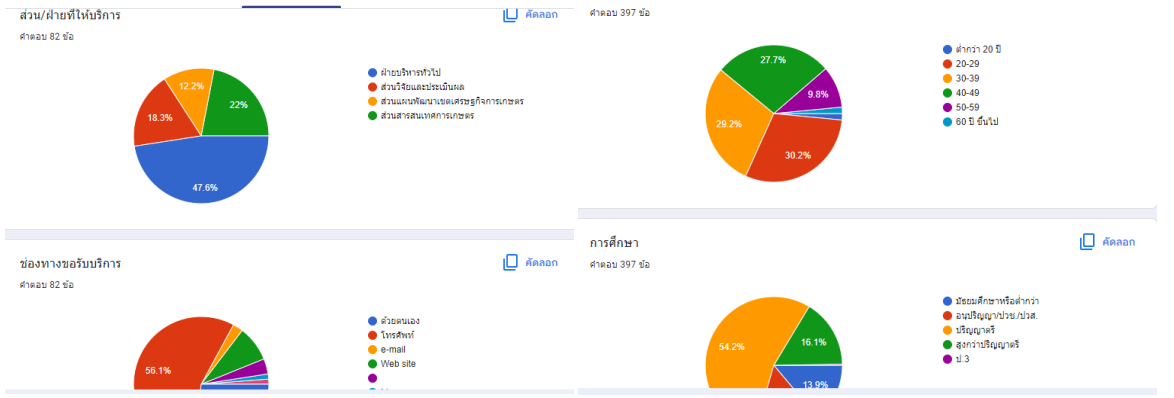 ส่วน/ฝ่ายที่ให้บริการ
คัดลอก
คำตอบ 82 ข้อ
12.2%
22%
18.3%
47.6%
ฝ่ายบริหารทั่วไป
ส่วนวิจัยและประเมินผล
ส่วนแผนพัฒนาเขตเศรษฐกิจการเกษตร
ส่วนสารสนเทศการเกษตร
คำตอบ 397 ข้อ
27.7%
9.8%
29.2%
30.2%
ต่ำกว่า 20 ปี
20-29
30-39
40-49
50-59
60 ปี ขึ้นไป
ช่องทางขอรับบริการ
คัดลอก
คำตอบ 82 ข้อ
56.1%
ด้วยตนเอง
โทรศัพท์
e-mail
Web site
การศึกษา
คัดลอก
คำตอบ 397 ข้อ
54.2%
16.1%
13.9%
มัธยมศึกษาหรือต่ำกว่า
อนุปริญญา/ปวช./ปวส.
ปริญญาตรี
สูงกว่าปริญญาตรี
ป.3